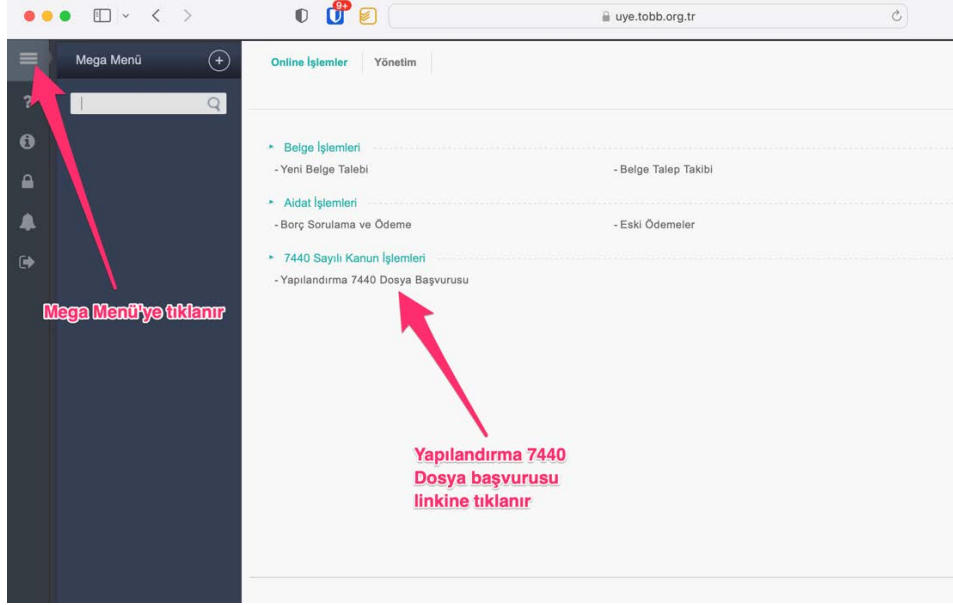 9+
uye.tobb.org.tr
Mega Menü
Online İşlemler
Yönetim
Belge İşlemleri
- Yeni Belge Talebi
- Belge Talep Takibi
Aidat İşlemleri
- Borç Sorulama ve Ödeme
- Eski Ödemeler
7440 Sayılı Kanun İşlemleri
- Yapılandırma 7440 Dosya Başvurusu
Mega Menü'ye tıklanır
Yapılandırma 7440
Dosya başvurusu
linkine tıklanır